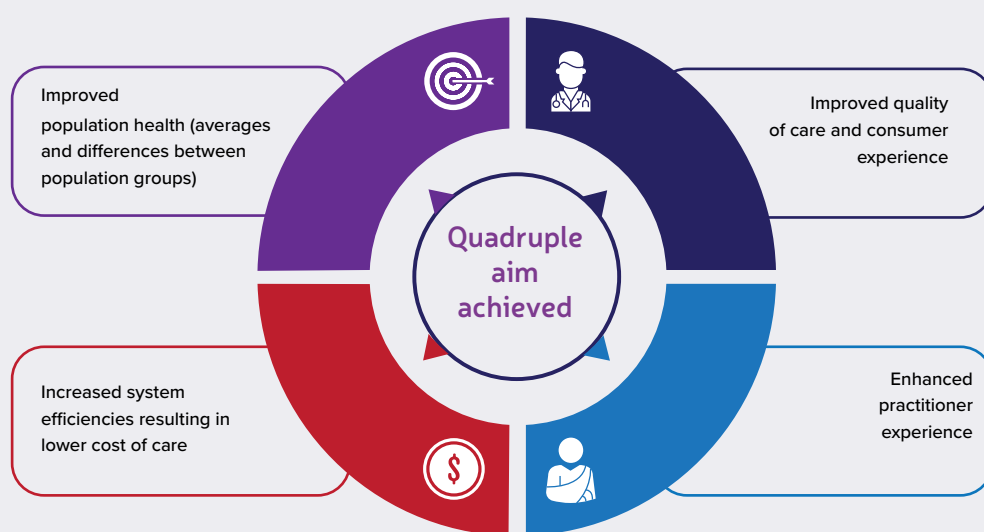 Improved
population health (averages
and differences between
population groups)
Improved quality
of care and consumer
experience
Quadruple
aim
achieved
Increased system
efficiencies resulting in
lower cost of care
$
Enhanced
practitioner
experience